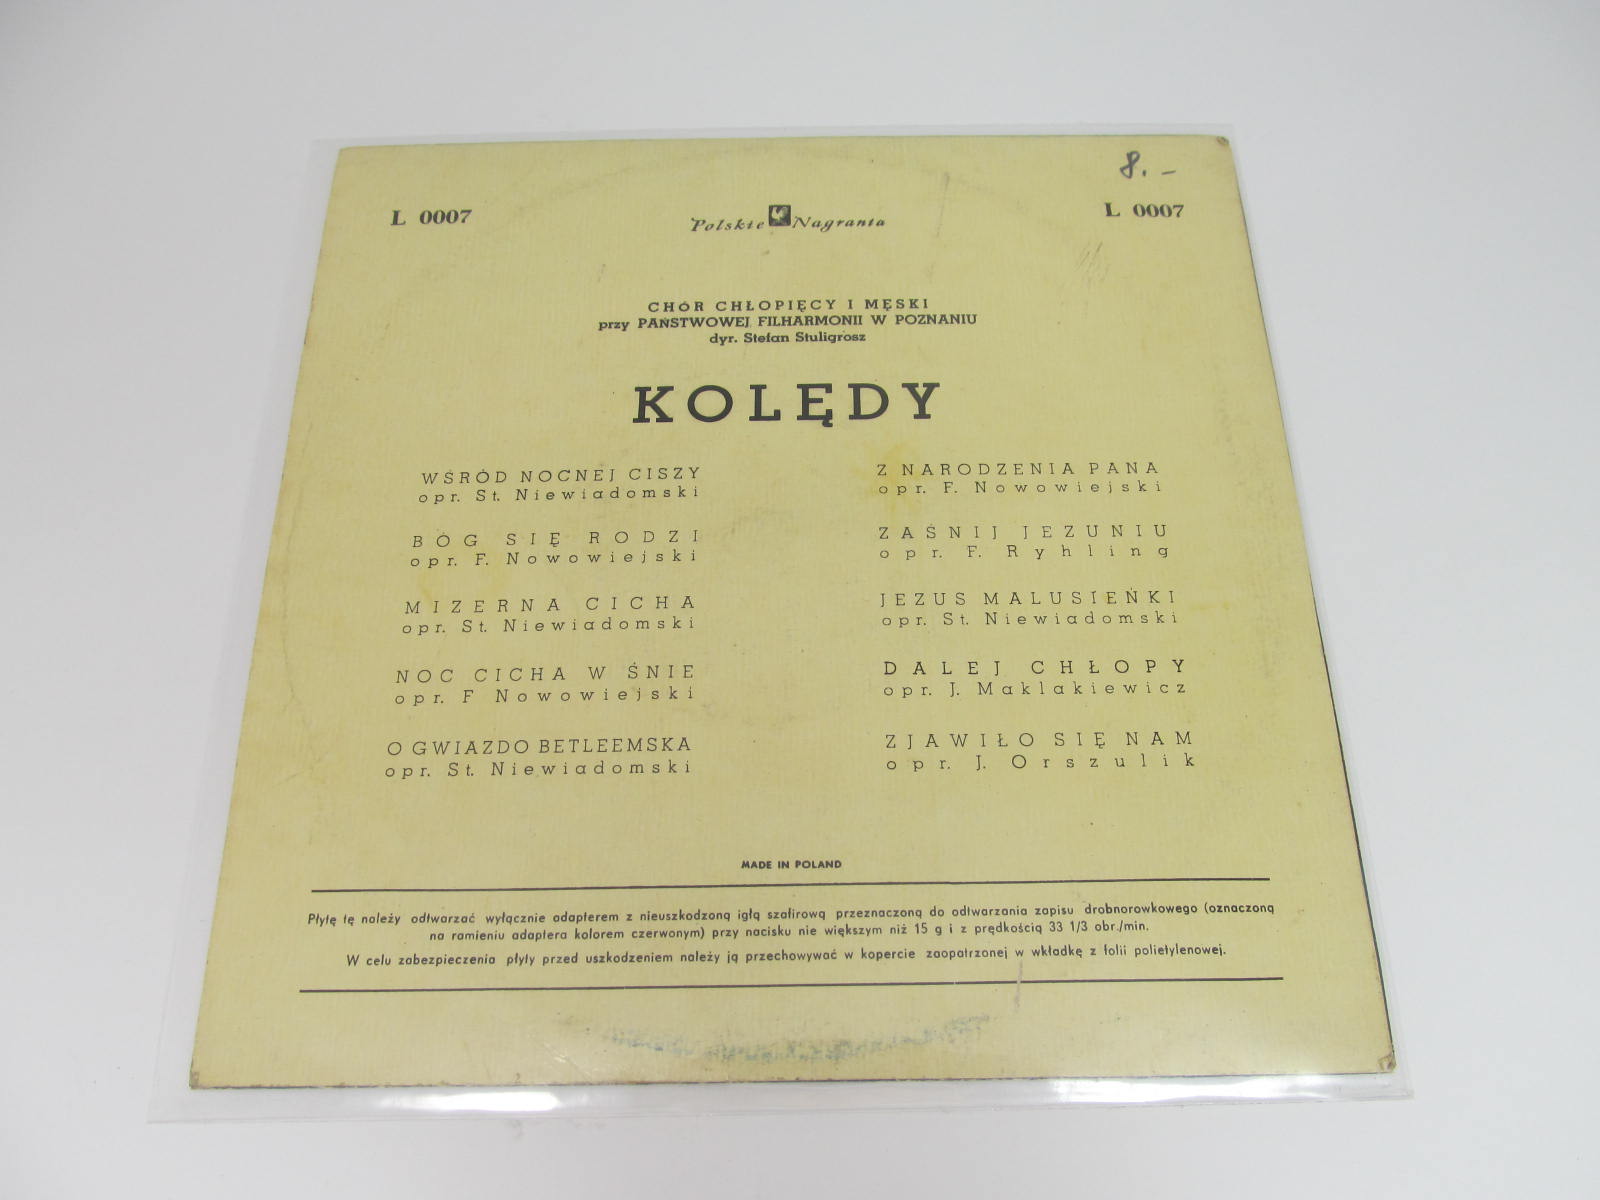 8. –
L 0007
Polskie Nagrania
L 0007
CHÓR CHŁOPIĘCY I MĘSKI
przy PAŃSTWOWEJ FILHARMONII W POZNANIU
dyr. Stefan Stuligrosz
KOLĘDY
WŚRÓD NOCNEJ CISZY
opr. St. Niewiadomski
BÓG SIĘ RODZI
opr. F. Nowowiejski
MIZERNA CICHA
opr. St. Niewiadomski
NOC CICHA W ŚNIE
opr. F Nowowiejski
O GWIAZDO BETLEEMSKA
opr. St. Niewiadomski
Z NARODZENIA PANA
opr. F. Nowowiejski
ZAŚNIJ JEZUNIU
opr. F. Ryhling
JEZUS MALUSIEŃKI
opr. St. Niewiadomski
DALEJ CHŁOPY
opr. J. Maklakiewicz
ZJAWIŁO SIĘ NAM
opr. J. Orszulik
MADE IN POLAND
Płytę tę należy odtwarzać wyłącznie adapterem z nieuszkodzoną igłą szafirową przeznaczoną do odtwarzania zapisu drobnorowkowego (oznaczoną
na ramieniu adaptera kolorem czerwonym) przy nacisku nie większym niż 15 g i z prędkością 33 1/3 obr./min.
W celu zabezpieczenia płyty przed uszkodzeniem należy ją przechowywać w kopercie zaopatrzonej w wkładkę z folii polietylenowej.